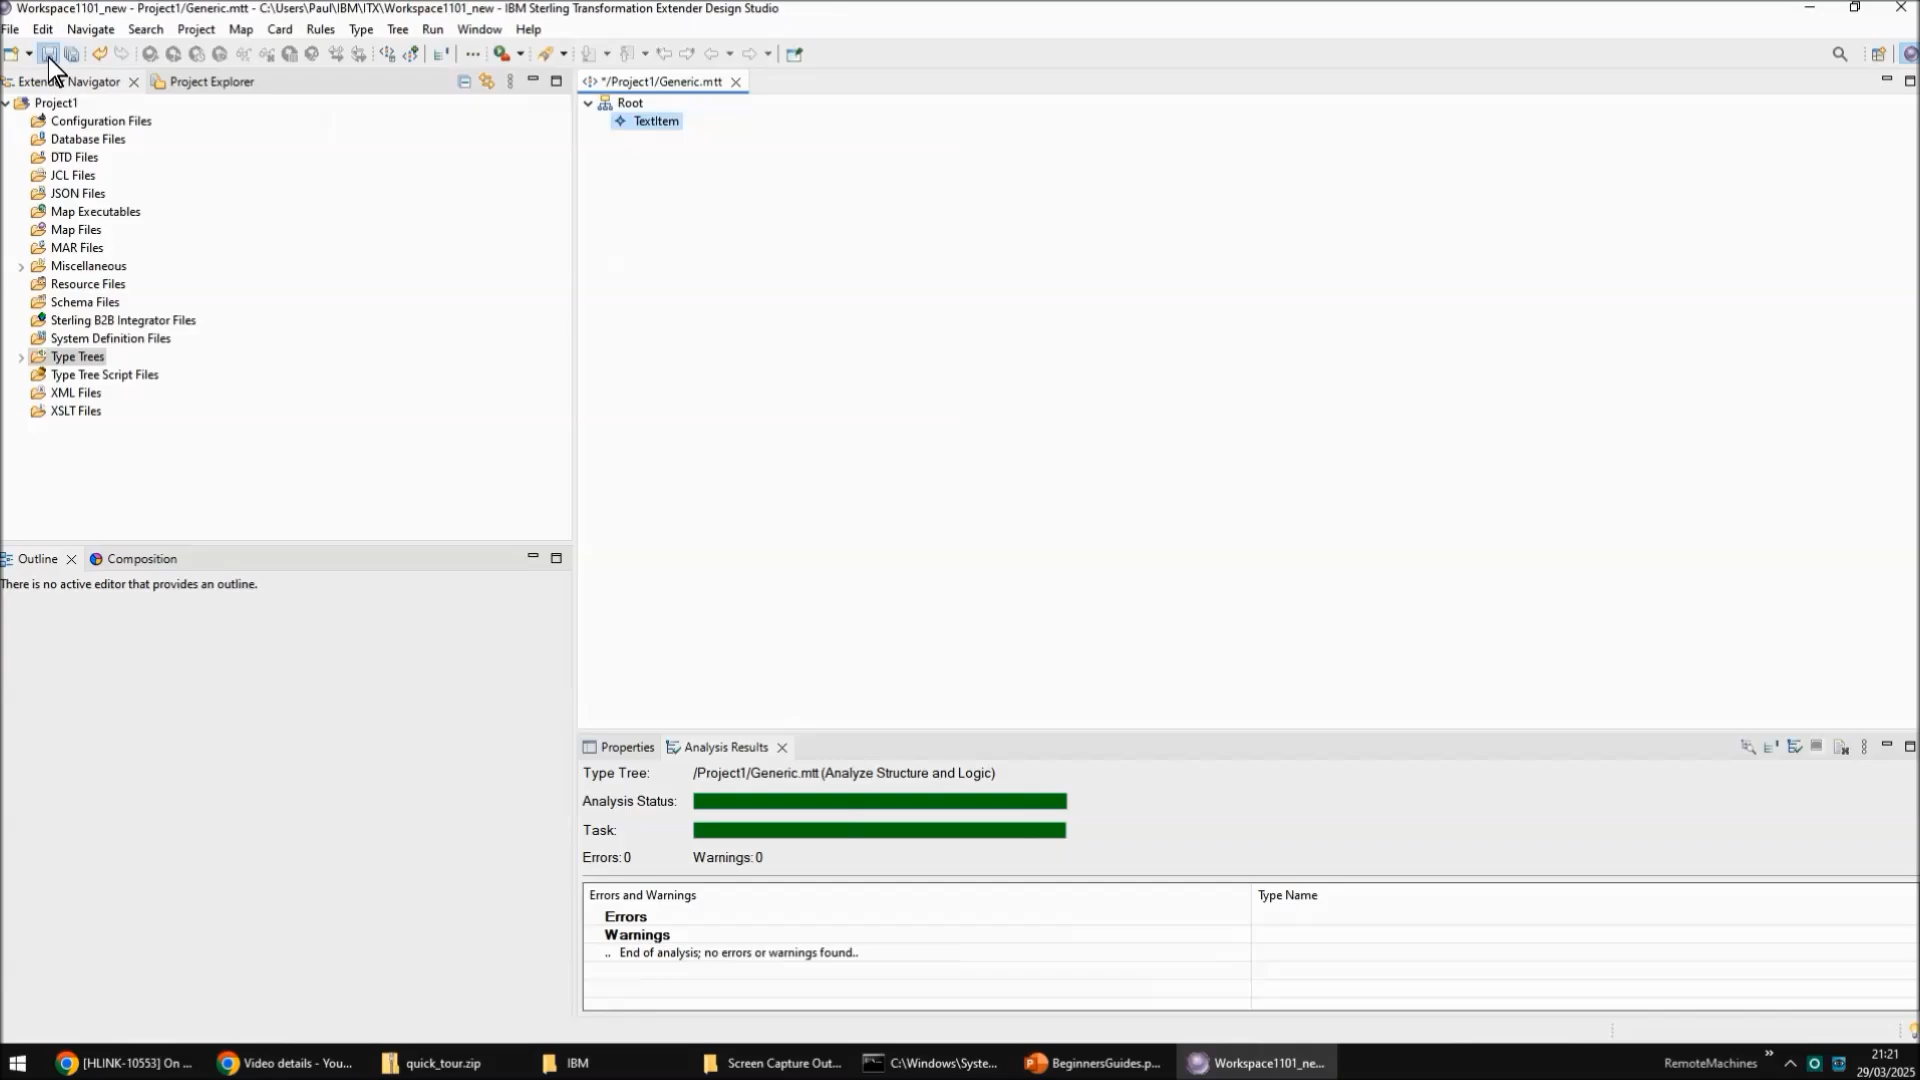 Workspace1101_new - Project1/Generic.mtt - C:\Users\Paul\IBM\ITX\Workspace1101_new - IBM Sterling Transformation Extender Design Studio
File Edit Navigate Search Project Map Card Rules Type Tree Run Window Help
Navigator Project Explorer
*/Project1/Generic.mtt
Project1
Configuration Files
Database Files
DTD Files
JCL Files
JSON Files
Map Executables
Map Files
MAR Files
Miscellaneous
Resource Files
Schema Files
Sterling B2B Integrator Files
System Definition Files
Type Trees
Type Tree Script Files
XML Files
XSLT Files
Root
TextItem
Outline Composition
There is no active editor that provides an outline.
Properties Analysis Results
Type Tree: /Project1/Generic.mtt (Analyze Structure and Logic)
Analysis Status:
Task:
Errors: 0 Warnings: 0
Errors and Warnings Type Name
Errors
Warnings
.. End of analysis; no errors or warnings found..
[HLINK-10553] On ... Video details - You... quick_tour.zip IBM Screen Capture Out... C:\Windows\Syste... BeginnersGuides.p... Workspace1101_ne... RemoteMachines 21:21
29/03/2025